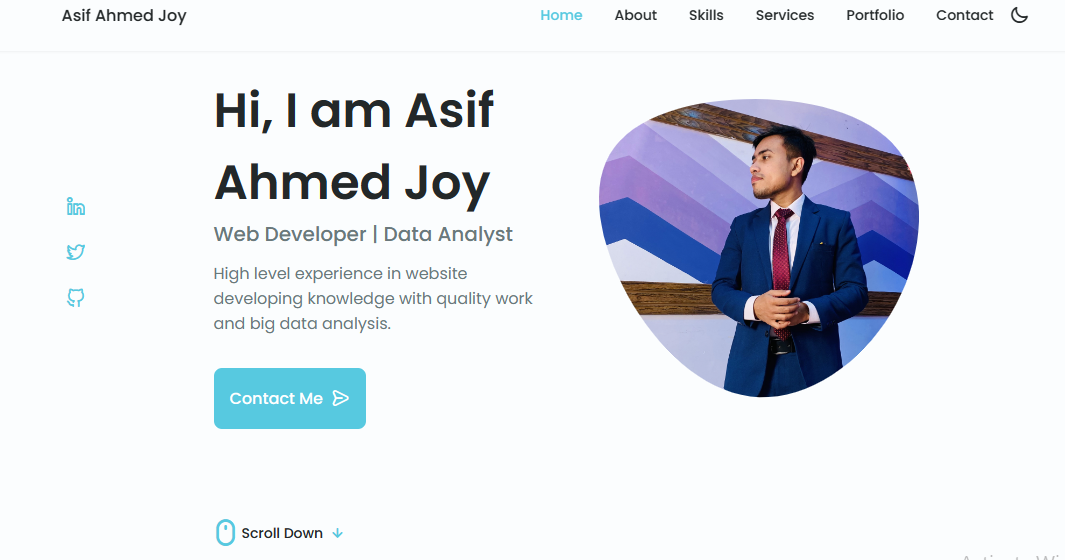 Asif Ahmed Joy
Home About Skills Services Portfolio Contact
Hi, I am Asif
Ahmed Joy
Web Developer | Data Analyst
High level experience in website
developing knowledge with quality work
and big data analysis.
Contact Me
Scroll Down